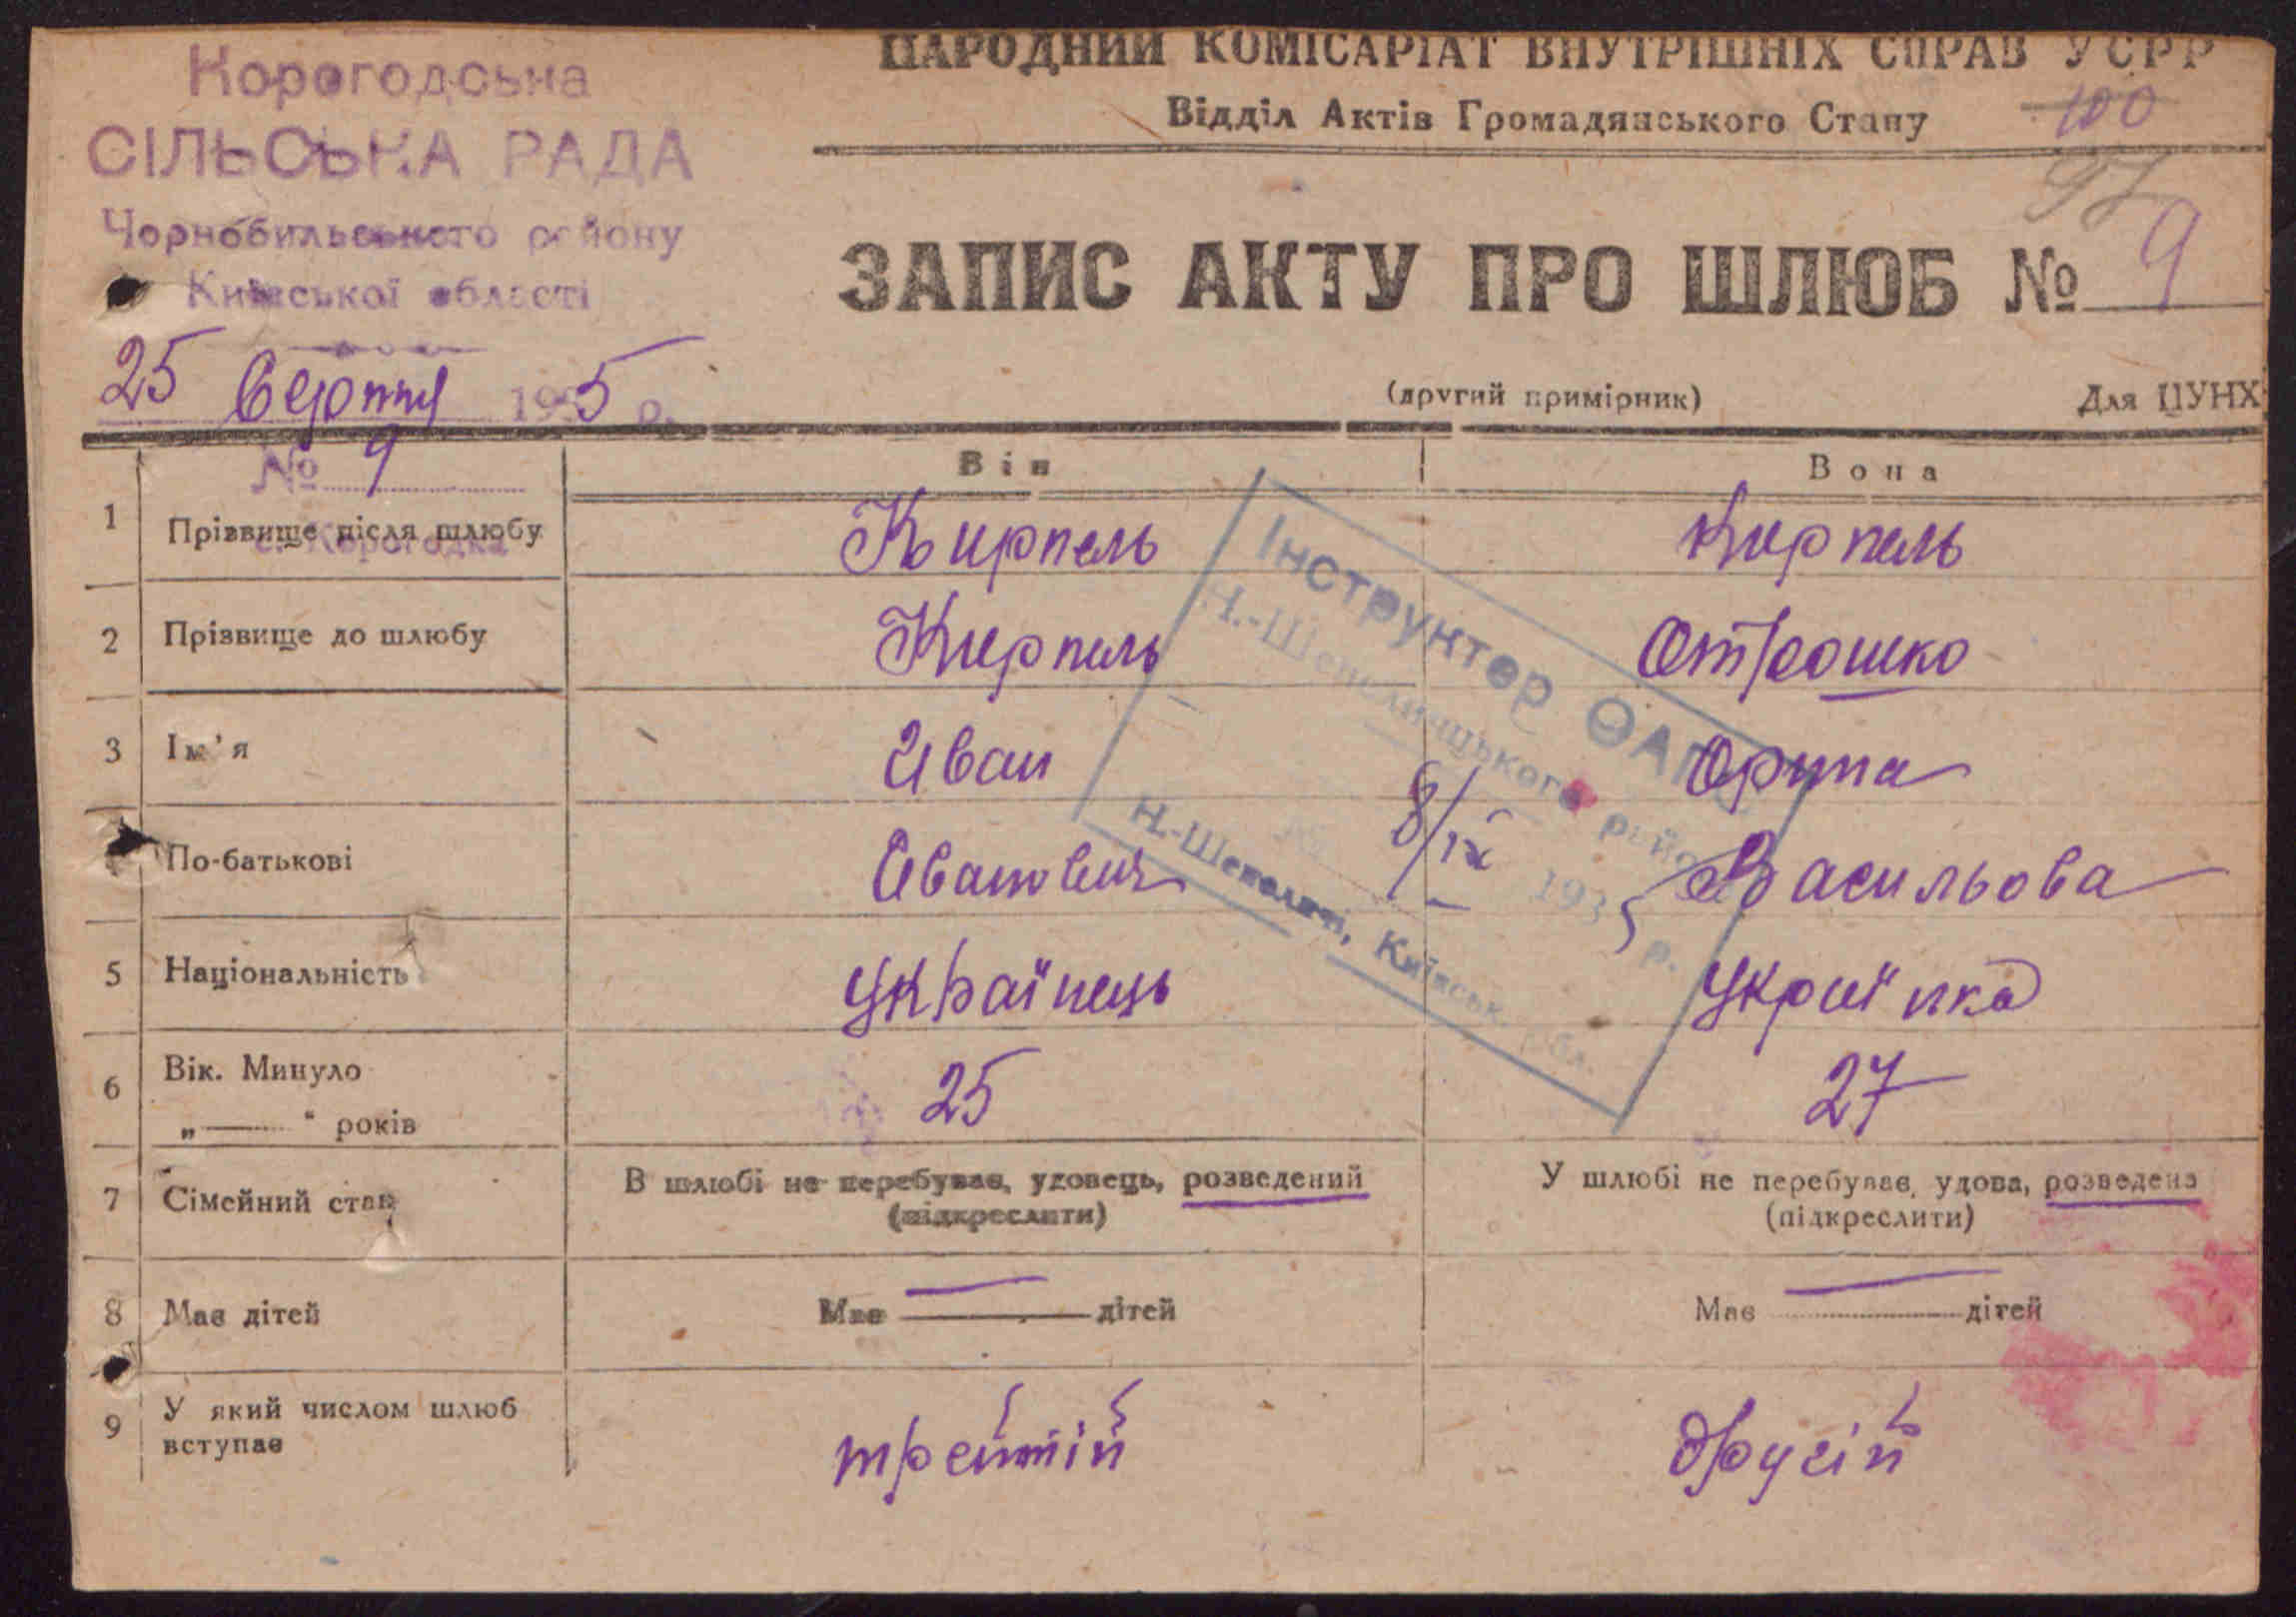 Корогодська
СІЛЬСЬКА РАДА
Чорнобильського району
Київської області
25 Серпня 1935 р.
№ 9
с. Корогодка
НАРОДНИЙ КОМІСАРІАТ ВНУТРІШНІХ СПРАВ УСРР
Відділ Актів Громадянського Стану
100
97
ЗАПИС АКТУ ПРО ШЛЮБ № 9
(другий примірник) Для ЦУНХ
Він Вона
1 Прізвище після шлюбу Кирпель Кирпель
2 Прізвище до шлюбу Кирпель Отрошко
3 Ім'я Иван Орина
По-батькові Иванович Васильова
5 Національність Українець Українка
6 Вік. Минуло
„——" років 25 27
7 Сімейний стан В шлюбі не перебував, удовець, розведений У шлюбі не перебував, удова, розведена
(підкреслити) (підкреслити)
8 Має дітей Має — дітей Має — дітей
9 У який числом шлюб
вступає третій другій
Інструктор ОАГС
Н.-Шепелицького району
8/ІХ 1935 р.
Н.-Шепеличі, Київськ. обл.